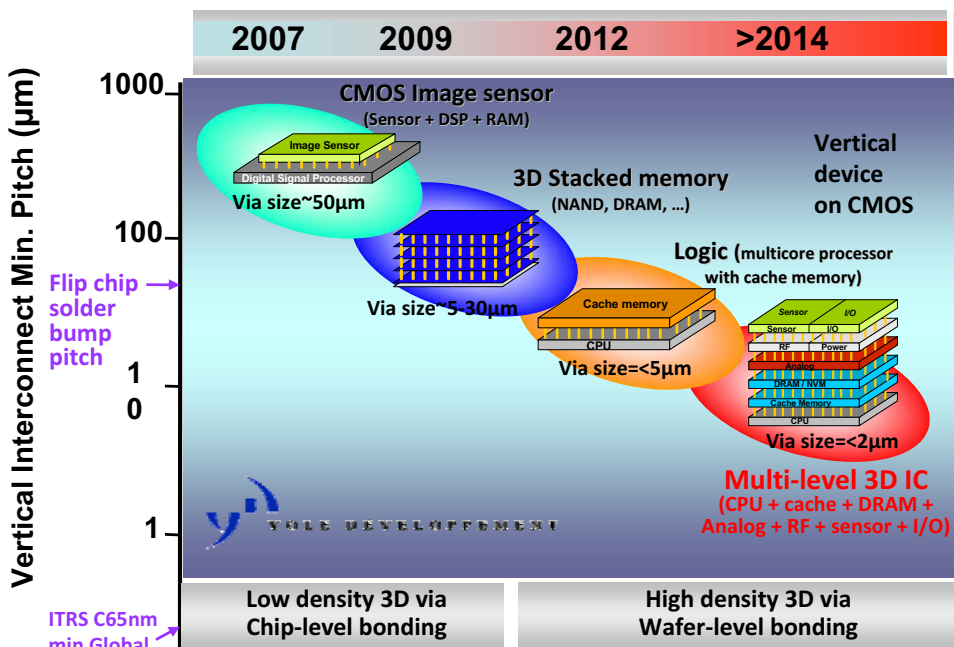 2007 2009 2012 >2014
Vertical Interconnect Min. Pitch (µm)
1000
100
1
0
1
Flip chip
solder
bump
pitch
ITRS C65nm
min Global
CMOS Image sensor
(Sensor + DSP + RAM)
Image Sensor
Digital Signal Processor
Via size~50µm
3D Stacked memory
(NAND, DRAM, …)
Via size~5-30µm
Vertical
device
on CMOS
Logic (multicore processor
with cache memory)
Cache memory
CPU
Via size=<5µm
Sensor I/O
Sensor I/O
RF Power
Analog
DRAM / NVM
Cache Memory
CPU
Via size=<2µm
Multi-level 3D IC
(CPU + cache + DRAM +
Analog + RF + sensor + I/O)
YOLE DEVELOPPEMENT
Low density 3D via
Chip-level bonding
High density 3D via
Wafer-level bonding